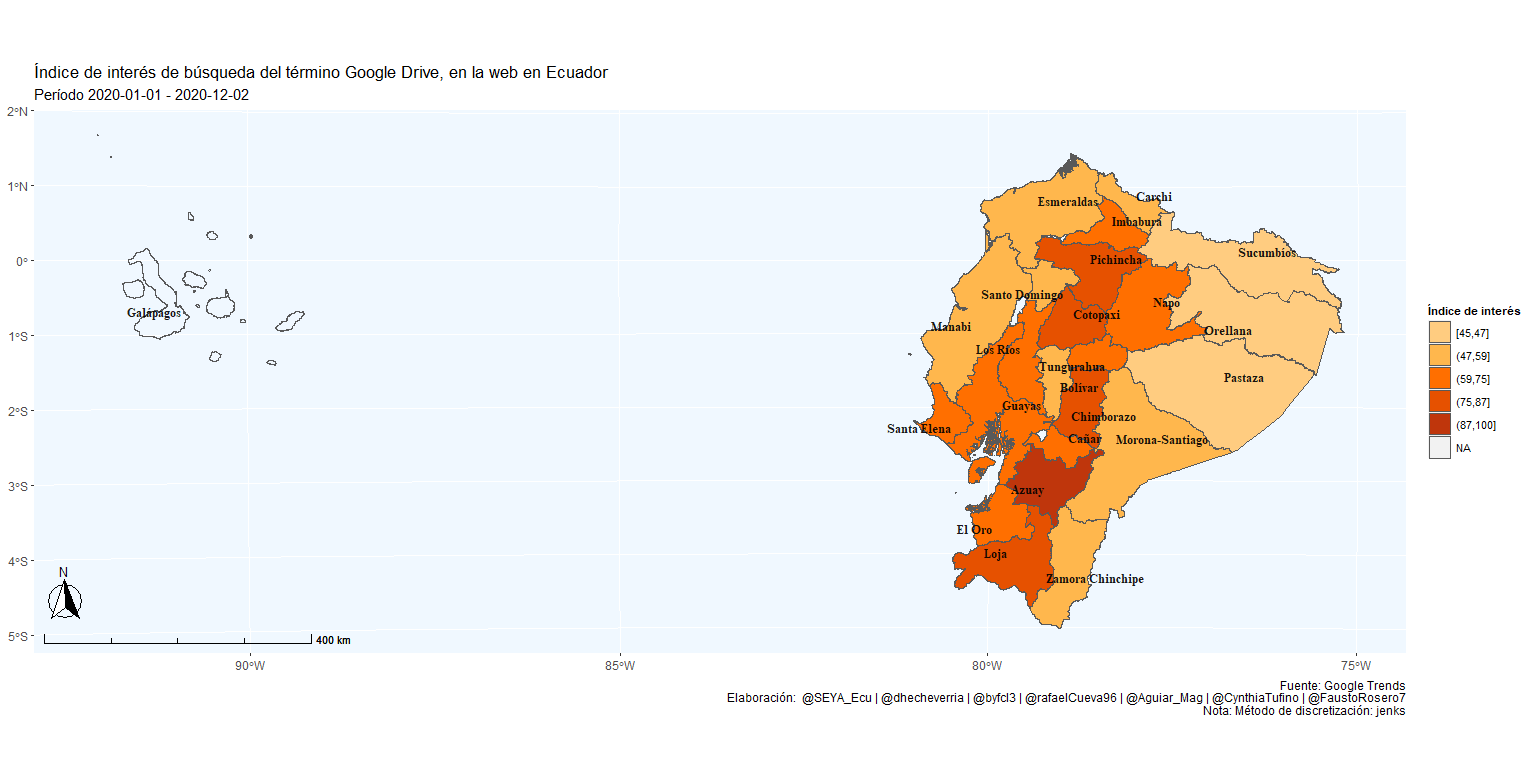 Índice de interés de búsqueda del término Google Drive, en la web en Ecuador
Período 2020-01-01 - 2020-12-02
2°N
1°N
0°
1°S
2°S
3°S
4°S
5°S
90°W
85°W
80°W
75°W
Galápagos
Esmeraldas
Carchi
Imbabura
Sucumbíos
Pichincha
Santo Domingo
Napo
Cotopaxi
Manabí
Orellana
Los Ríos
Tungurahua
Pastaza
Bolívar
Guayas
Chimborazo
Santa Elena
Cañar
Morona-Santiago
Azuay
El Oro
Loja
Zamora Chinchipe
N
400 km
Índice de interés
[45,47]
(47,59]
(59,75]
(75,87]
(87,100]
NA
Fuente: Google Trends
Elaboración: @SEYA_Ecu | @dhecheverria | @byfcl3 | @rafaelCueva96 | @Aguiar_Mag | @CynthiaTufino | @FaustoRosero7
Nota: Método de discretización: jenks